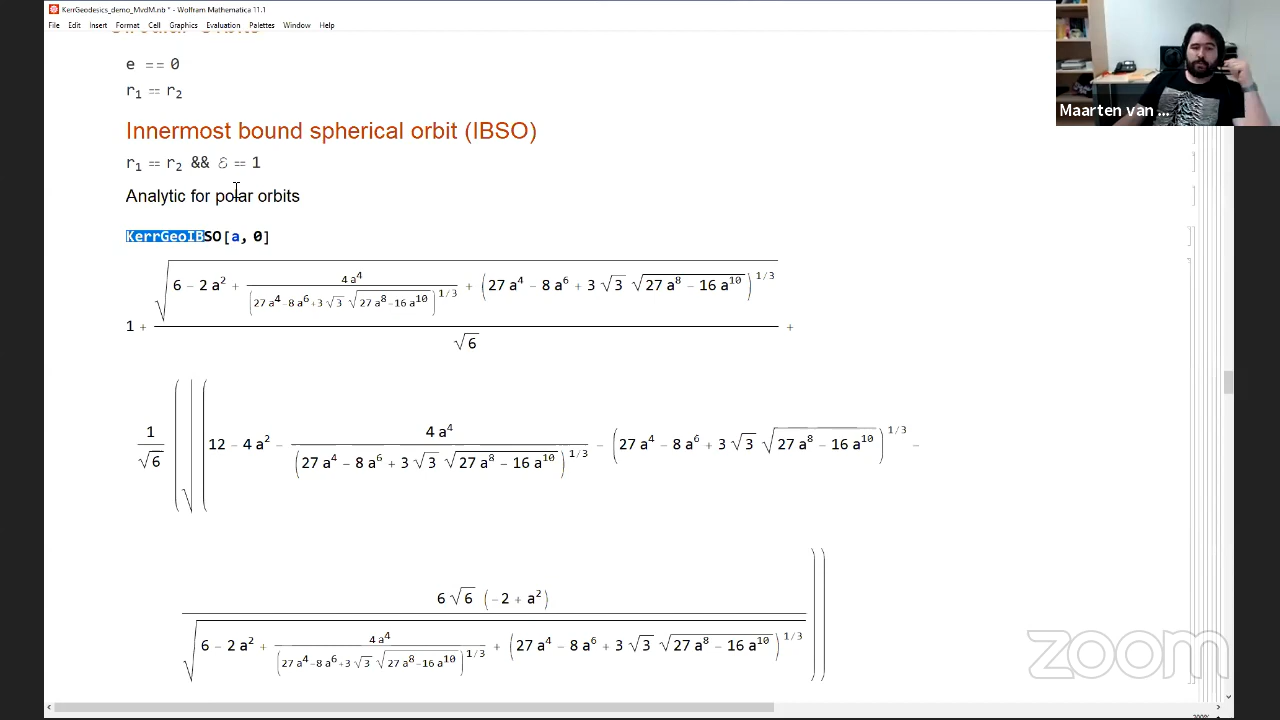 KerrGeodesics_demo_MvdM.nb * - Wolfram Mathematica 11.1
File Edit Insert Format Cell Graphics Evaluation Palettes Window Help
e == 0
r₁ == r₂
Innermost bound spherical orbit (IBSO)
r₁ == r₂ && ℰ == 1
Analytic for polar orbits
KerrGeoIBSO[a, 0]
1 + √(6 − 2 a² + 4 a⁴/(27 a⁴ − 8 a⁶ + 3 √3 √(27 a⁸ − 16 a¹⁰))^(1/3) + (27 a⁴ − 8 a⁶ + 3 √3 √(27 a⁸ − 16 a¹⁰))^(1/3))/√6 +
1/√6 (√((12 − 4 a² − 4 a⁴/(27 a⁴ − 8 a⁶ + 3 √3 √(27 a⁸ − 16 a¹⁰))^(1/3) − (27 a⁴ − 8 a⁶ + 3 √3 √(27 a⁸ − 16 a¹⁰))^(1/3) −
6 √6 (−2 + a²)/√(6 − 2 a² + 4 a⁴/(27 a⁴ − 8 a⁶ + 3 √3 √(27 a⁸ − 16 a¹⁰))^(1/3) + (27 a⁴ − 8 a⁶ + 3 √3 √(27 a⁸ − 16 a¹⁰))^(1/3))))
Maarten van ...
zoom